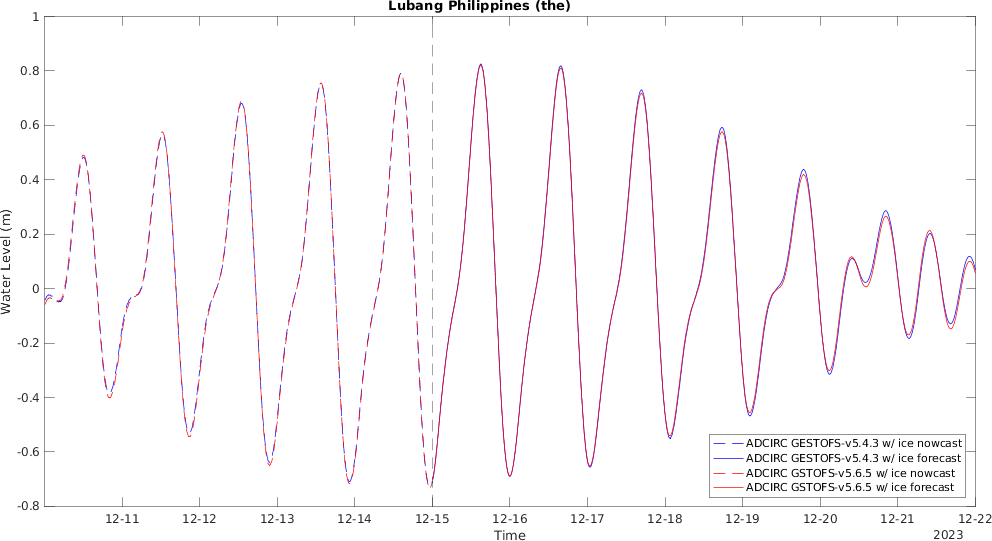 Lubang Philippines (the)
1
0.8
0.6
0.4
0.2
0
-0.2
-0.4
-0.6
-0.8
Water Level (m)
ADCIRC GESTOFS-v5.4.3 w/ ice nowcast
ADCIRC GESTOFS-v5.4.3 w/ ice forecast
ADCIRC GSTOFS-v5.6.5 w/ ice nowcast
ADCIRC GSTOFS-v5.6.5 w/ ice forecast
12-11 12-12 12-13 12-14 12-15 12-16 12-17 12-18 12-19 12-20 12-21 12-22
Time
2023